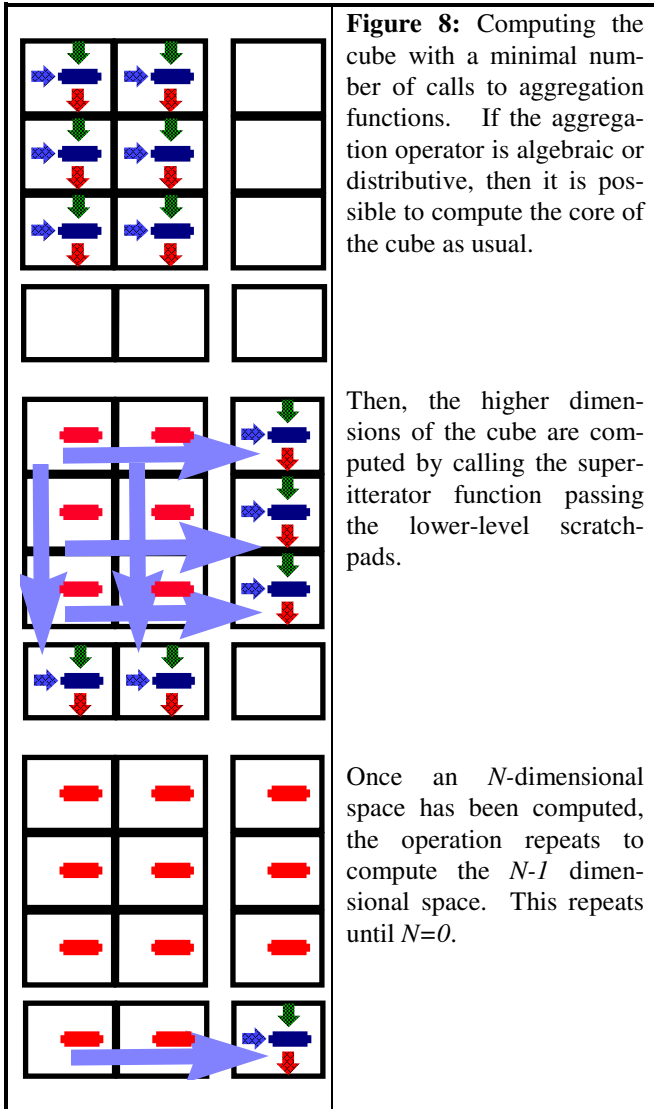 Figure 8: Computing the
cube with a minimal num-
ber of calls to aggregation
functions. If the aggrega-
tion operator is algebraic or
distributive, then it is pos-
sible to compute the core of
the cube as usual.
Then, the higher dimen-
sions of the cube are com-
puted by calling the super-
itterator function passing
the lower-level scratch-
pads.
Once an N-dimensional
space has been computed,
the operation repeats to
compute the N-1 dimen-
sional space. This repeats
until N=0.